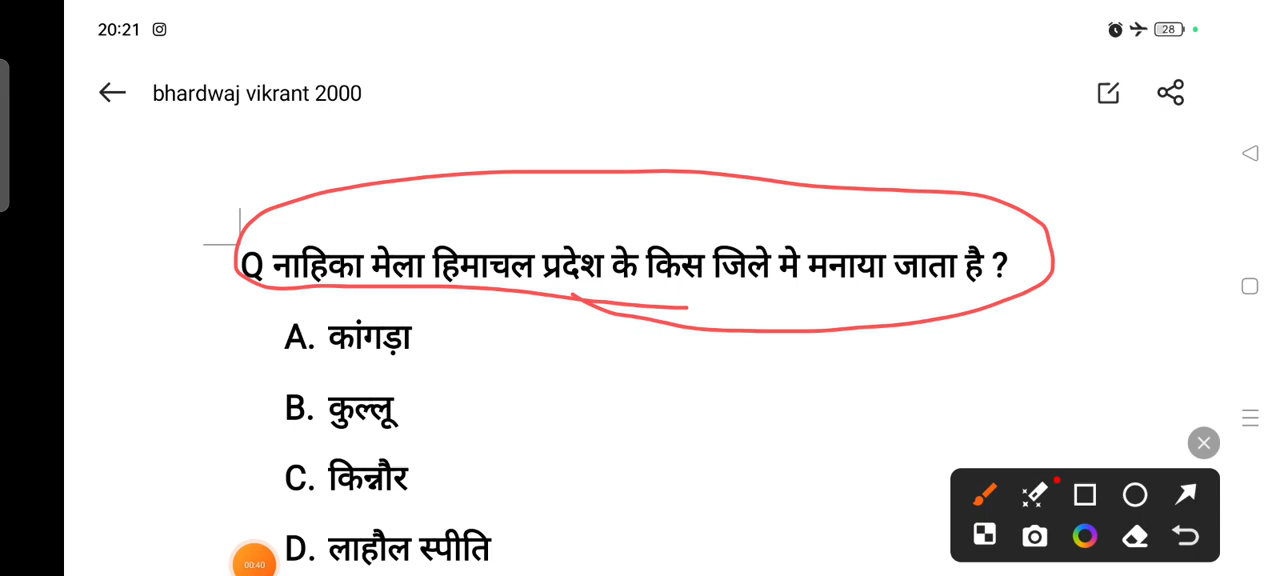 20:21
28
bhardwaj vikrant 2000
Q नाहिका मेला हिमाचल प्रदेश के किस जिले मे मनाया जाता है ?
A. कांगड़ा
B. कुल्लू
C. किन्नौर
D. लाहौल स्पीति
00:40